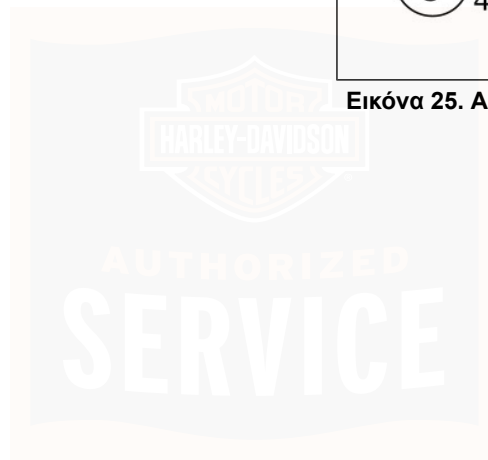 4
Εικόνα 25. Α
MOTOR
HARLEY-DAVIDSON
CYCLES
AUTHORIZED
SERVICE